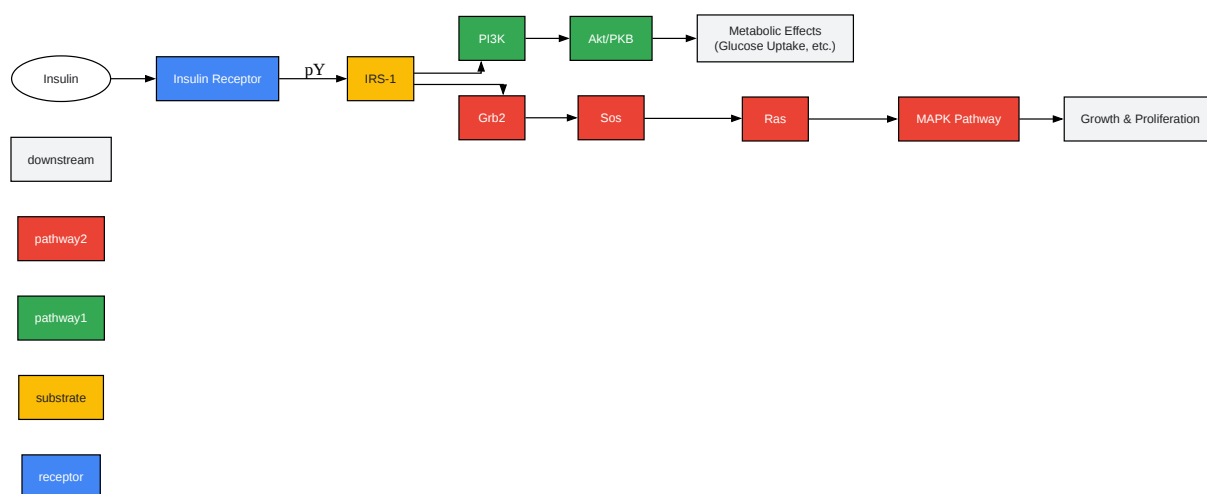 PI3K
Akt/PKB
Metabolic Effects
(Glucose Uptake, etc.)
Insulin
Insulin Receptor
pY
IRS-1
Grb2
Sos
Ras
MAPK Pathway
Growth & Proliferation
downstream
pathway2
pathway1
substrate
receptor